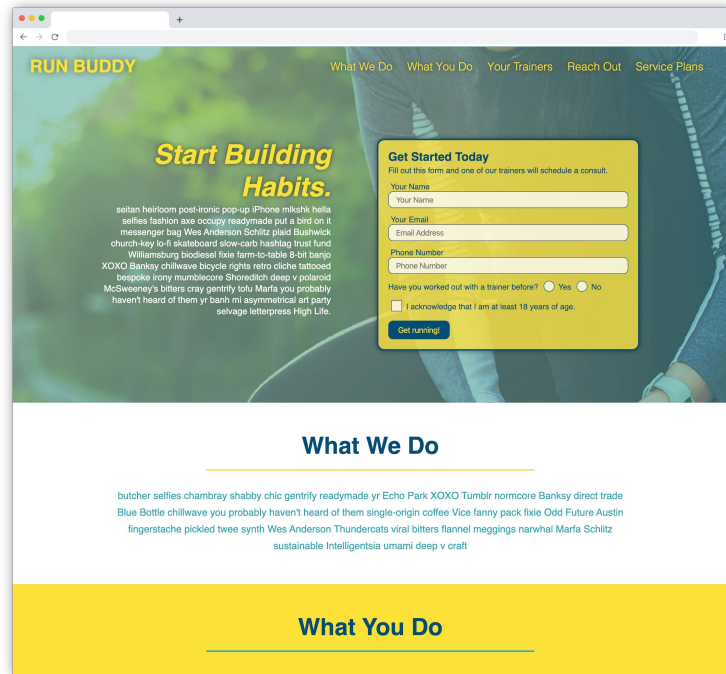 RUN BUDDY
What We Do What You Do Your Trainers Reach Out Service Plans
Start Building
Habits.
seitan heirloom post-ironic pop-up iPhone mlkshk hella
selfies fashion axe occupy readymade put a bird on it
messenger bag Wes Anderson Schlitz plaid Bushwick
church-key lo-fi skateboard slow-carb hashtag trust fund
Williamsburg biodiesel fixie farm-to-table 8-bit banjo
XOXO Banksy chillwave bicycle rights retro cliche tattooed
bespoke irony mumblecore Shoreditch deep v polaroid
McSweeney's bitters cray gentrify tofu Marfa you probably
haven't heard of them yr banh mi asymmetrical art party
selvage letterpress High Life.
Get Started Today
Fill out this form and one of our trainers will schedule a consult.
Your Name
Your Name
Your Email
Email Address
Phone Number
Phone Number
Have you worked out with a trainer before? Yes No
I acknowledge that I am at least 18 years of age.
Get running!
What We Do
butcher selfies chambray shabby chic gentrify readymade yr Echo Park XOXO Tumblr normcore Banksy direct trade
Blue Bottle chillwave you probably haven't heard of them single-origin coffee Vice fanny pack fixie Odd Future Austin
fingerstache pickled twee synth Wes Anderson Thundercats viral bitters flannel meggings narwhal Marfa Schlitz
sustainable Intelligentsia umami deep v craft
What You Do